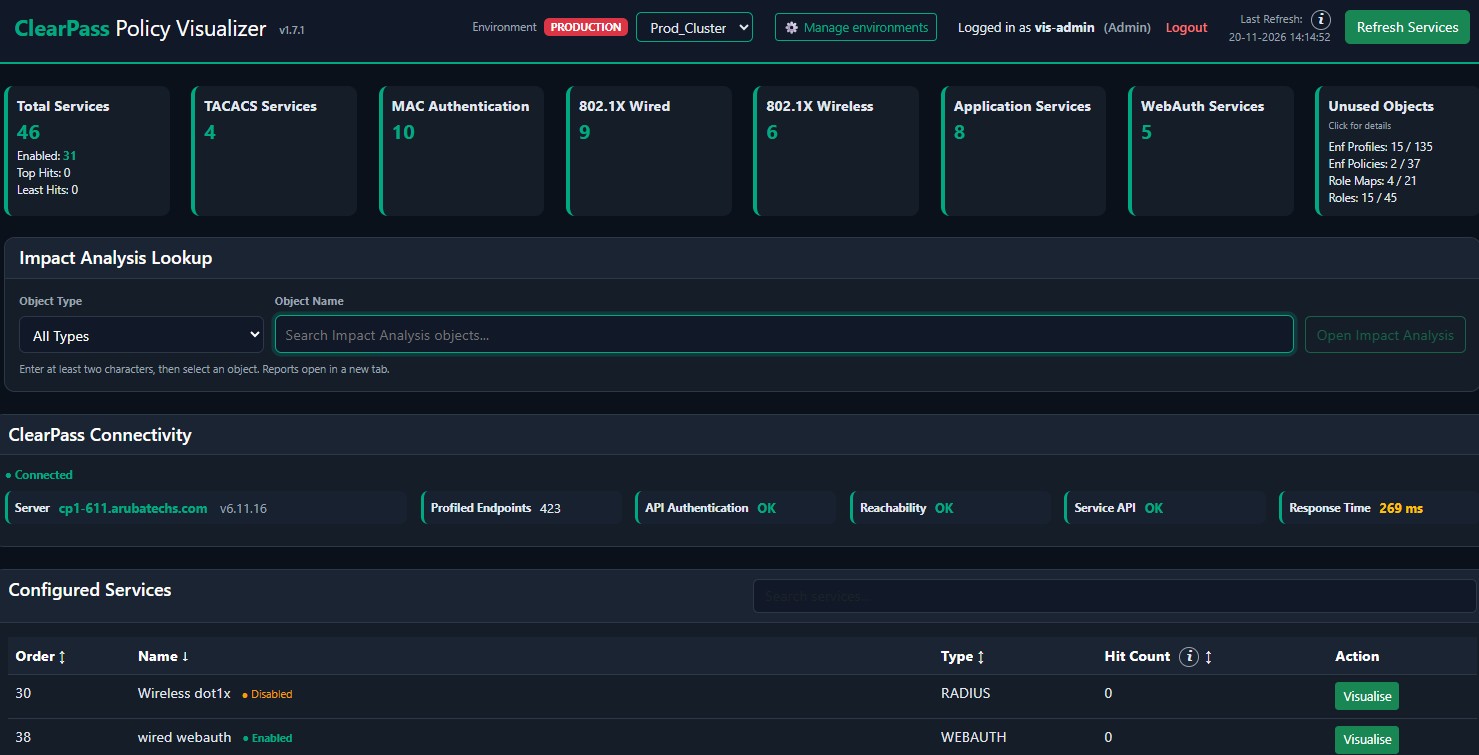 ClearPass Policy Visualizer v1.7.1
Environment PRODUCTION Prod_Cluster Manage environments Logged in as vis-admin (Admin) Logout
Last Refresh: i
20-11-2026 14:14:52
Refresh Services
Total Services
46
Enabled: 31
Top Hits: 0
Least Hits: 0
TACACS Services
4
MAC Authentication
10
802.1X Wired
9
802.1X Wireless
6
Application Services
8
WebAuth Services
5
Unused Objects
Click for details
Enf Profiles: 15 / 135
Enf Policies: 2 / 37
Role Maps: 4 / 21
Roles: 15 / 45
Impact Analysis Lookup
Object Type
All Types
Object Name
Search Impact Analysis objects...
Open Impact Analysis
Enter at least two characters, then select an object. Reports open in a new tab.
ClearPass Connectivity
Connected
Server cp1-611.arubatechs.com v6.11.16
Profiled Endpoints 423
API Authentication OK
Reachability OK
Service API OK
Response Time 269 ms
Configured Services
Search services...
Order Name Type Hit Count i Action
30 Wireless dot1x Disabled RADIUS 0 Visualise
38 wired webauth Enabled WEBAUTH 0 Visualise